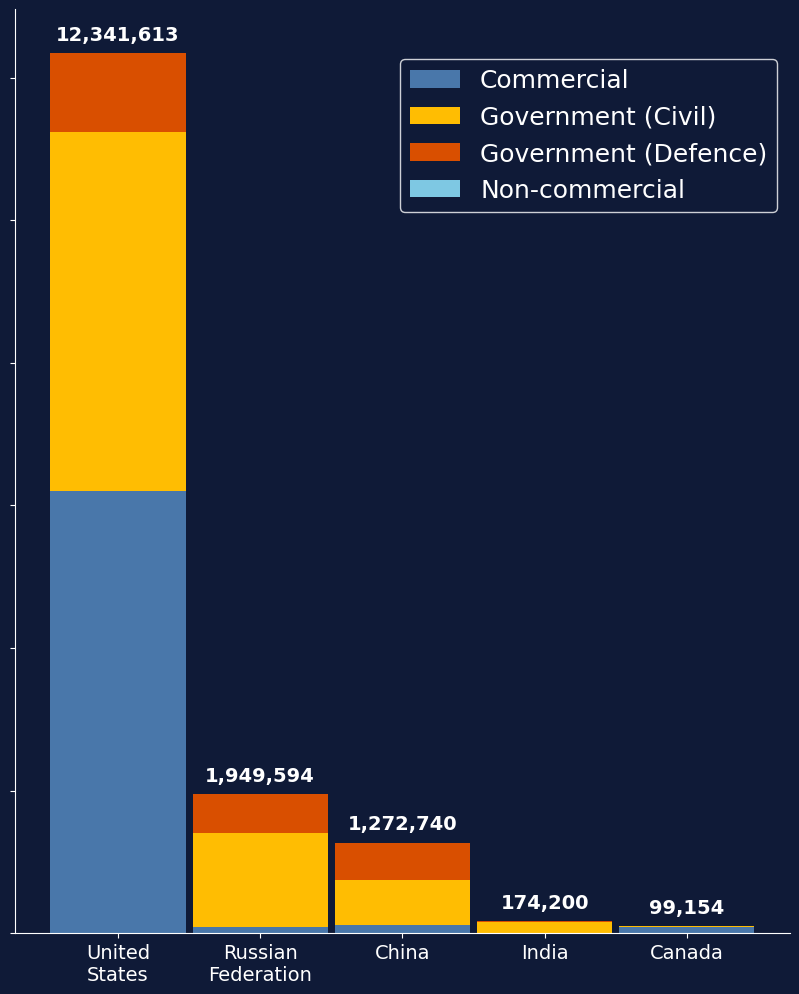 12,341,613
Commercial
Government (Civil)
Government (Defence)
Non-commercial
1,949,594
1,272,740
174,200
99,154
United
States
Russian
Federation
China
India
Canada